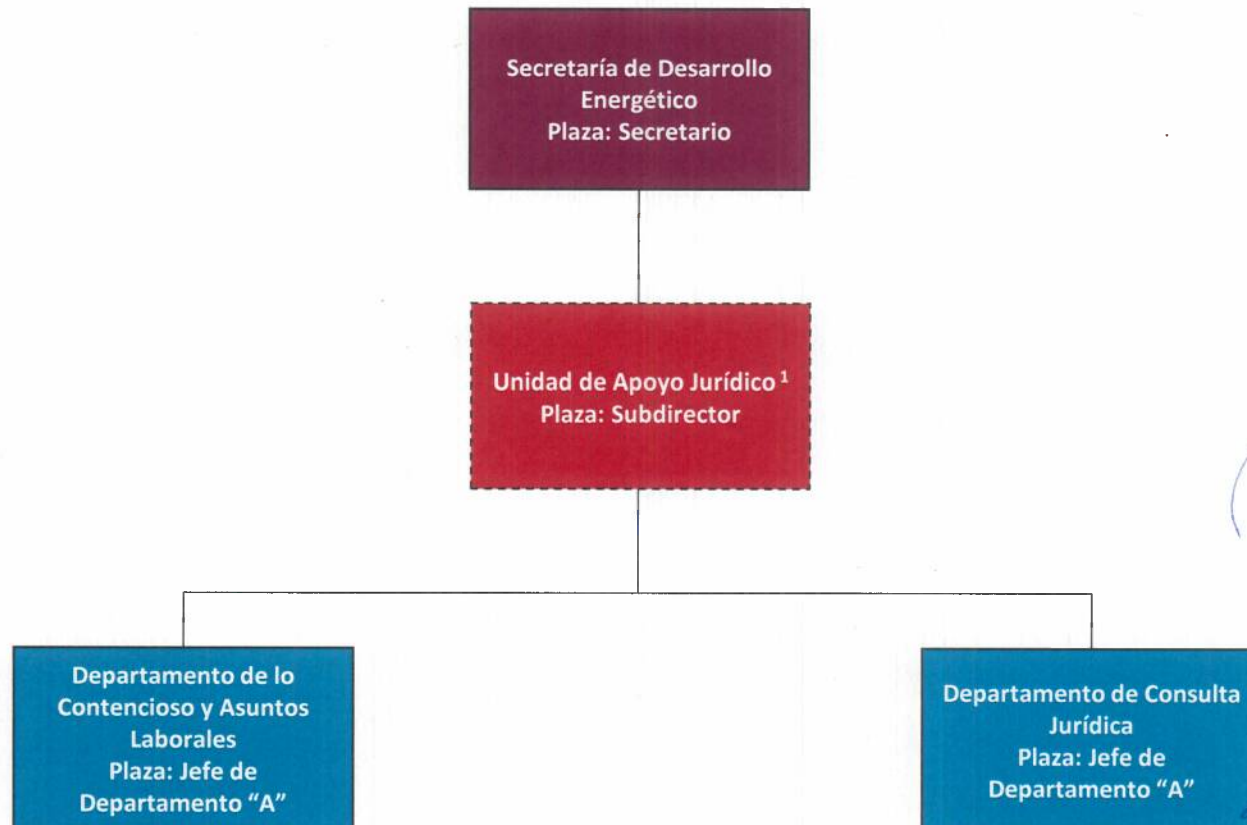 Secretaría de Desarrollo
Energético
Plaza: Secretario
Unidad de Apoyo Jurídico ¹
Plaza: Subdirector
Departamento de lo
Contencioso y Asuntos
Laborales
Plaza: Jefe de
Departamento “A”
Departamento de Consulta
Jurídica
Plaza: Jefe de
Departamento “A”